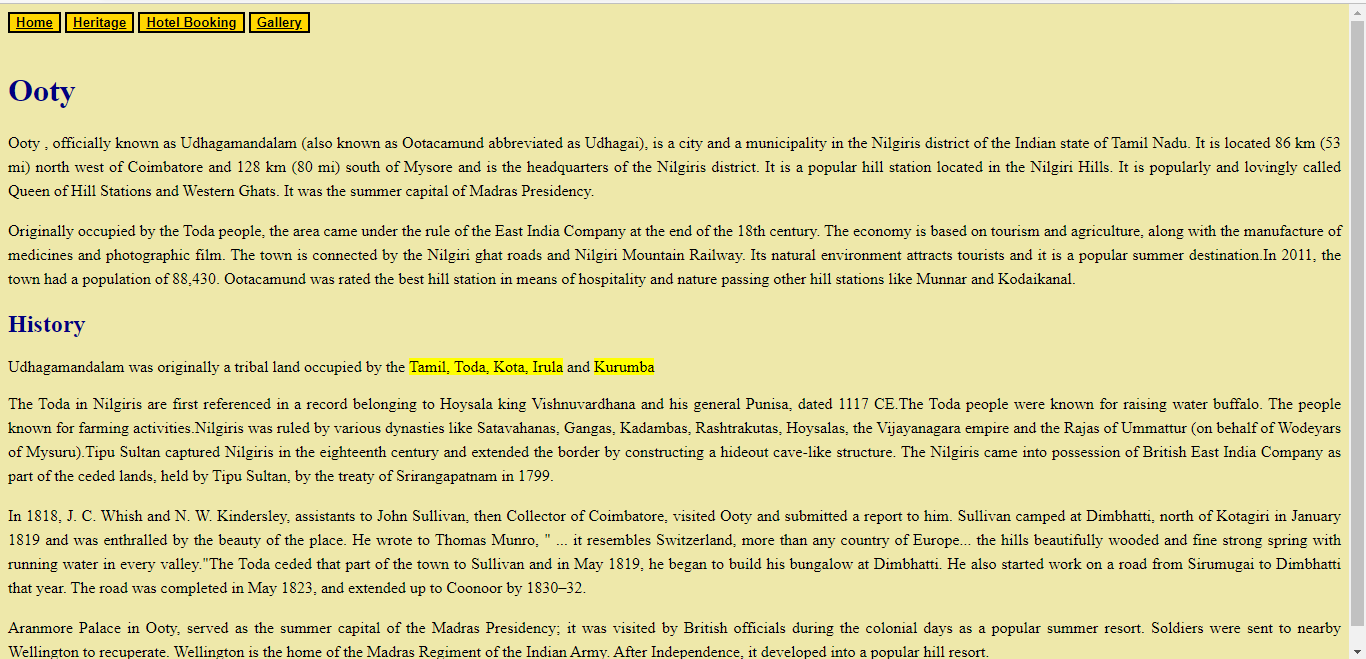 Home Heritage Hotel Booking Gallery
Ooty
Ooty , officially known as Udhagamandalam (also known as Ootacamund abbreviated as Udhagai), is a city and a municipality in the Nilgiris district of the Indian state of Tamil Nadu. It is located 86 km (53
mi) north west of Coimbatore and 128 km (80 mi) south of Mysore and is the headquarters of the Nilgiris district. It is a popular hill station located in the Nilgiri Hills. It is popularly and lovingly called
Queen of Hill Stations and Western Ghats. It was the summer capital of Madras Presidency.
Originally occupied by the Toda people, the area came under the rule of the East India Company at the end of the 18th century. The economy is based on tourism and agriculture, along with the manufacture of
medicines and photographic film. The town is connected by the Nilgiri ghat roads and Nilgiri Mountain Railway. Its natural environment attracts tourists and it is a popular summer destination.In 2011, the
town had a population of 88,430. Ootacamund was rated the best hill station in means of hospitality and nature passing other hill stations like Munnar and Kodaikanal.
History
Udhagamandalam was originally a tribal land occupied by the Tamil, Toda, Kota, Irula and Kurumba
The Toda in Nilgiris are first referenced in a record belonging to Hoysala king Vishnuvardhana and his general Punisa, dated 1117 CE.The Toda people were known for raising water buffalo. The people
known for farming activities.Nilgiris was ruled by various dynasties like Satavahanas, Gangas, Kadambas, Rashtrakutas, Hoysalas, the Vijayanagara empire and the Rajas of Ummattur (on behalf of Wodeyars
of Mysuru).Tipu Sultan captured Nilgiris in the eighteenth century and extended the border by constructing a hideout cave-like structure. The Nilgiris came into possession of British East India Company as
part of the ceded lands, held by Tipu Sultan, by the treaty of Srirangapatnam in 1799.
In 1818, J. C. Whish and N. W. Kindersley, assistants to John Sullivan, then Collector of Coimbatore, visited Ooty and submitted a report to him. Sullivan camped at Dimbhatti, north of Kotagiri in January
1819 and was enthralled by the beauty of the place. He wrote to Thomas Munro, " ... it resembles Switzerland, more than any country of Europe... the hills beautifully wooded and fine strong spring with
running water in every valley."The Toda ceded that part of the town to Sullivan and in May 1819, he began to build his bungalow at Dimbhatti. He also started work on a road from Sirumugai to Dimbhatti
that year. The road was completed in May 1823, and extended up to Coonoor by 1830–32.
Aranmore Palace in Ooty, served as the summer capital of the Madras Presidency; it was visited by British officials during the colonial days as a popular summer resort. Soldiers were sent to nearby
Wellington to recuperate. Wellington is the home of the Madras Regiment of the Indian Army. After Independence, it developed into a popular hill resort.